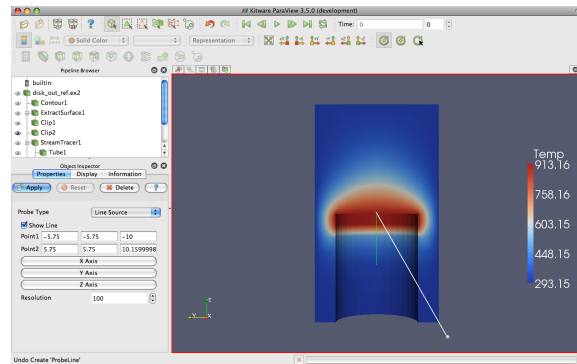 Kitware ParaView 3.5.0 (development)
Time: 0
0
Solid Color
Representation
Pipeline Browser
builtin:
disk_out_ref.ex2
Contour1
ExtractSurface1
Clip1
Clip2
StreamTracer1
Tube1
Object Inspector
Properties Display Information
Apply Reset Delete ?
Probe Type Line Source
Show Line
Point1 -5.75 -5.75 -10
Point2 5.75 5.75 10.1599998
X Axis
Y Axis
Z Axis
Resolution 100
Temp
913.16
758.16
603.15
448.15
293.15
Z
Y
X
Undo Create 'ProbeLine'